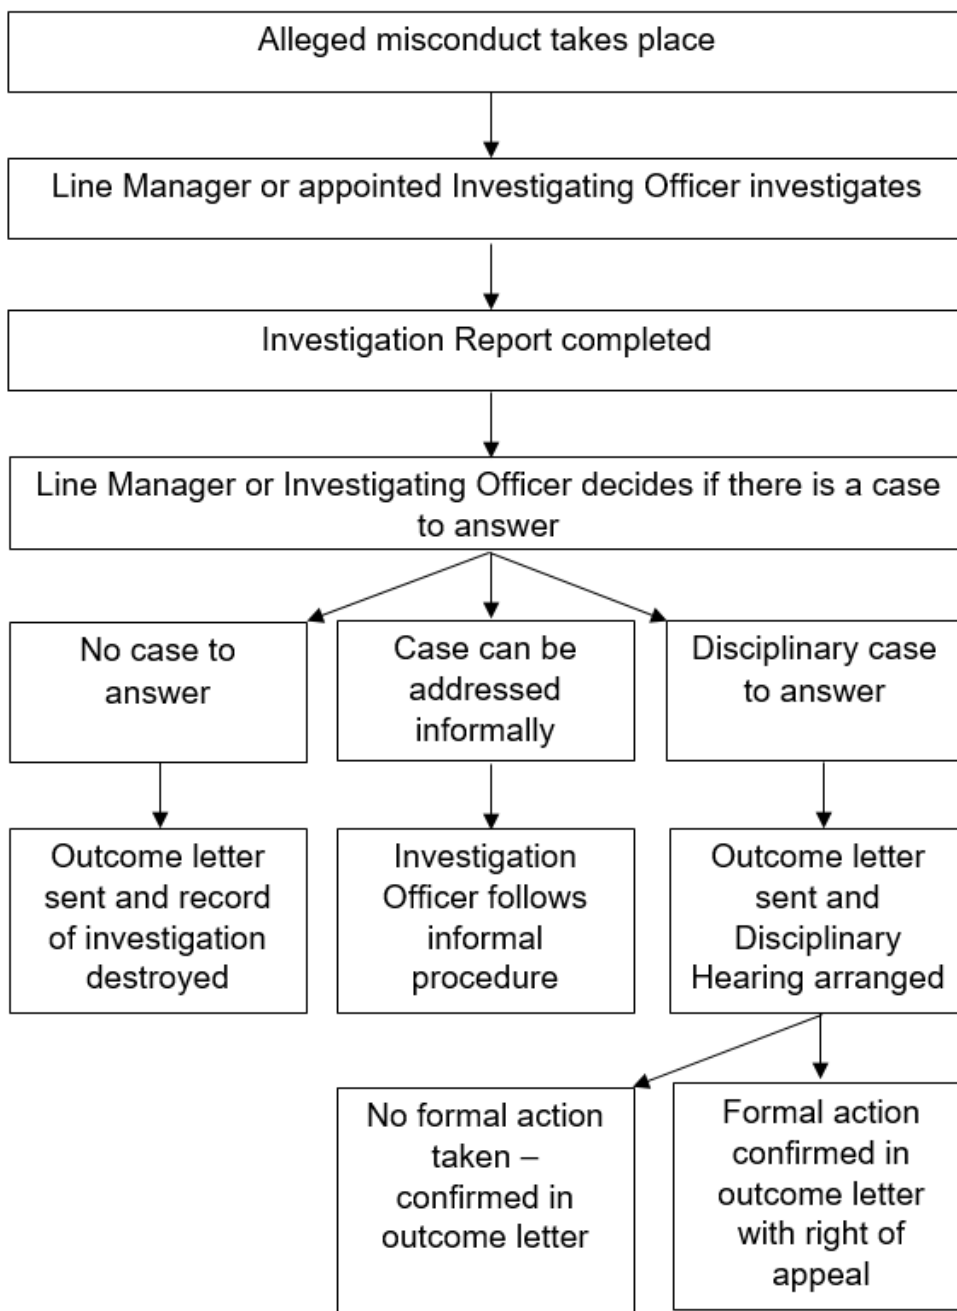 Alleged misconduct takes place
Line Manager or appointed Investigating Officer investigates
Investigation Report completed
Line Manager or Investigating Officer decides if there is a case
to answer
No case to
answer
Case can be
addressed
informally
Disciplinary case
to answer
Outcome letter
sent and record
of investigation
destroyed
Investigation
Officer follows
informal
procedure
Outcome letter
sent and
Disciplinary
Hearing arranged
No formal action
taken –
confirmed in
outcome letter
Formal action
confirmed in
outcome letter
with right of
appeal